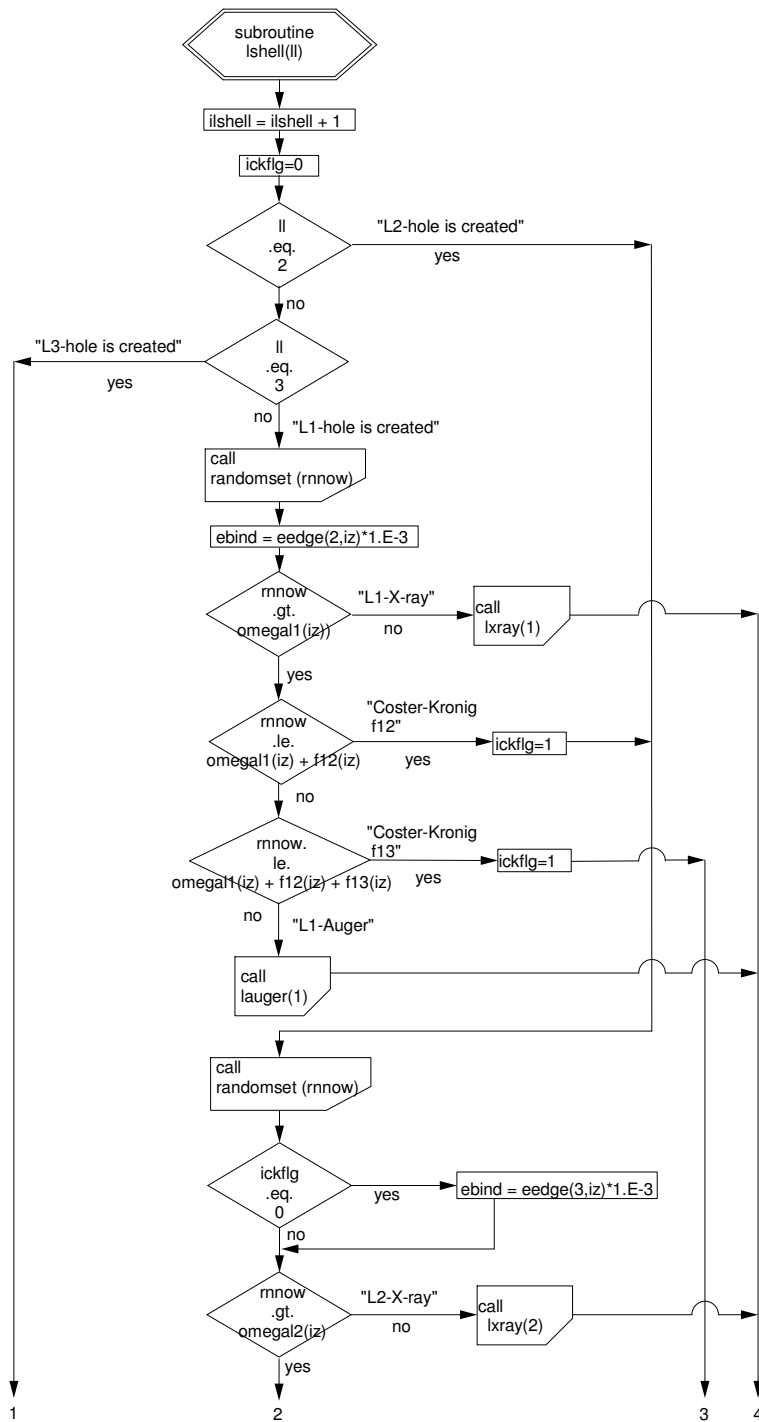 subroutine
lshell(ll)
ilshell = ilshell + 1
ickflg=0
ll
.eq.
2
"L2-hole is created"
yes
no
ll
.eq.
3
"L3-hole is created"
yes
no
"L1-hole is created"
call
randomset (rnnow)
ebind = eedge(2,iz)*1.E-3
rnnow
.gt.
omegal1(iz))
"L1-X-ray"
no
call
lxray(1)
yes
rnnow
.le.
omegal1(iz) + f12(iz)
"Coster-Kronig
f12"
yes
ickflg=1
no
rnnow.
le.
omegal1(iz) + f12(iz) + f13(iz)
"Coster-Kronig
f13"
yes
ickflg=1
no
"L1-Auger"
call
lauger(1)
call
randomset (rnnow)
ickflg
.eq.
0
yes
ebind = eedge(3,iz)*1.E-3
no
rnnow
.gt.
omegal2(iz)
"L2-X-ray"
no
call
lxray(2)
yes
1
2
3
4